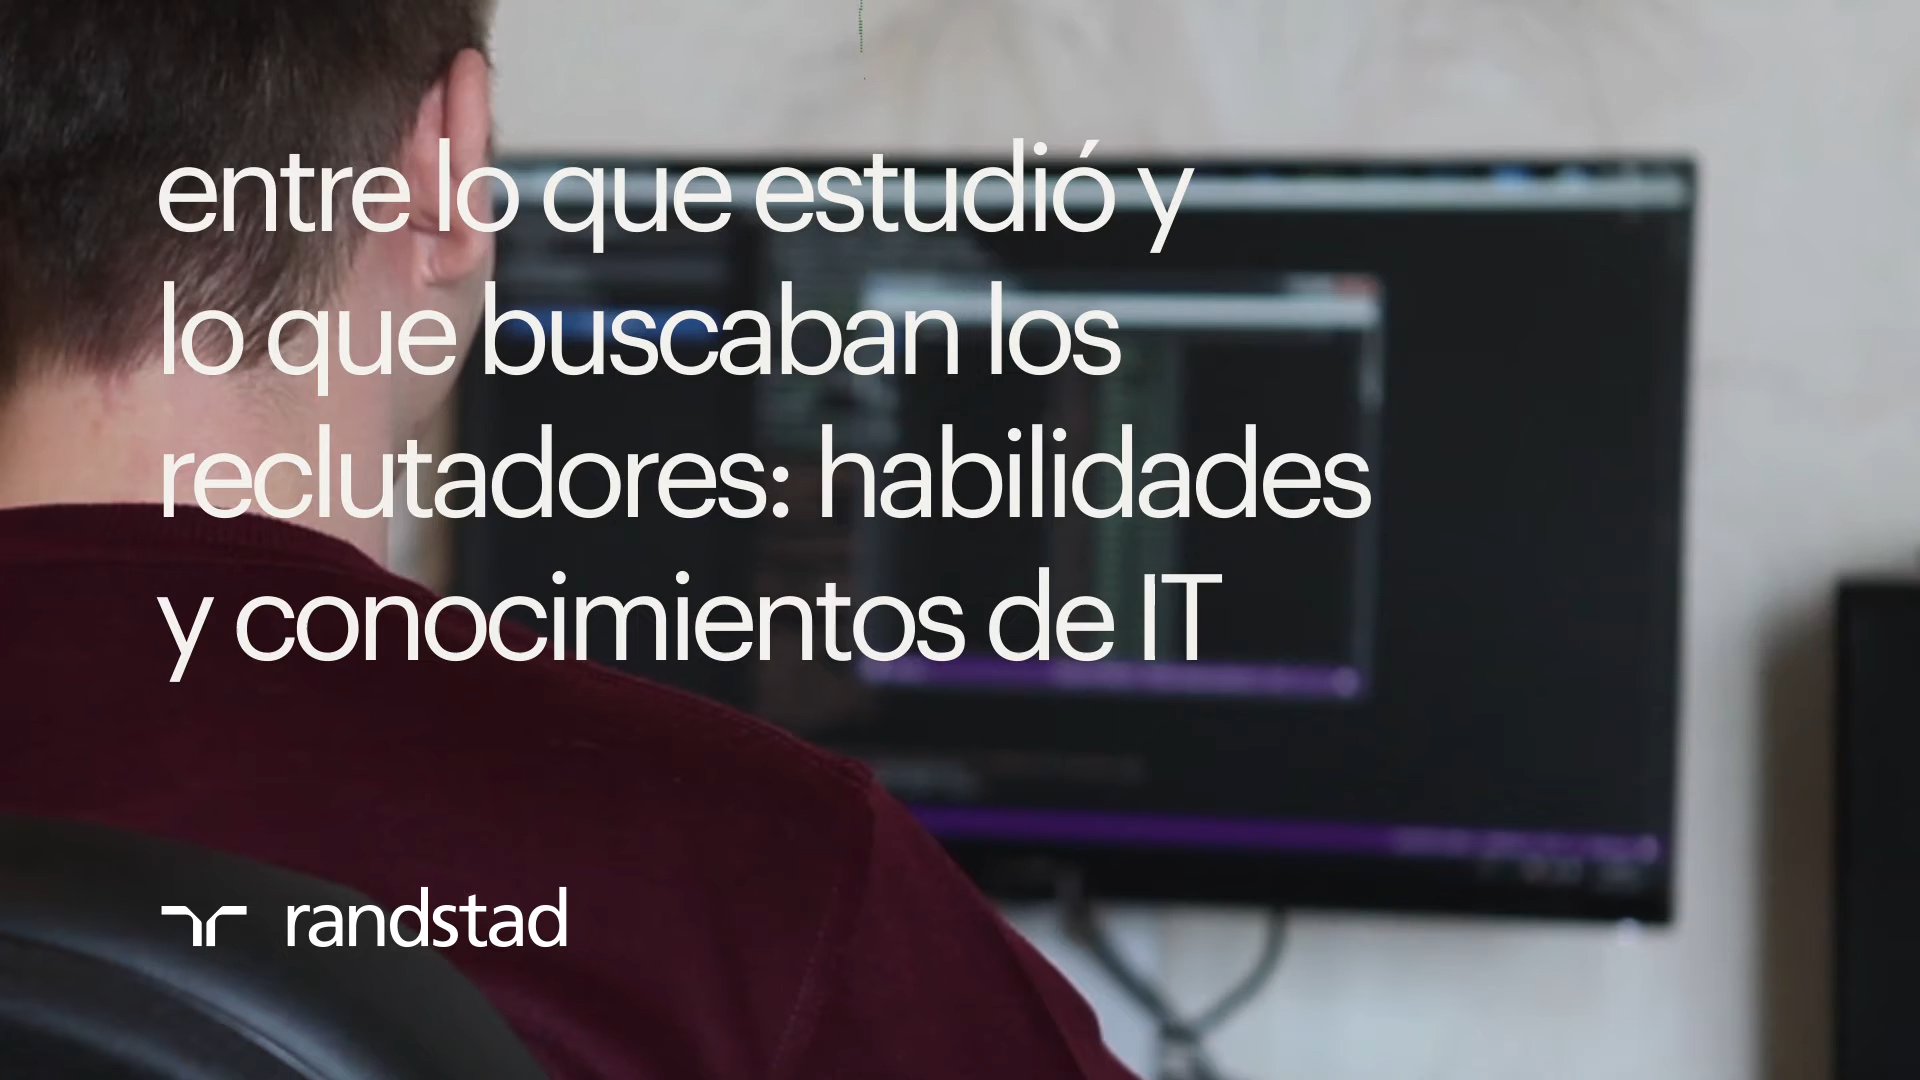 entre lo que estudió y
lo que buscaban los
reclutadores: habilidades
y conocimientos de IT
randstad